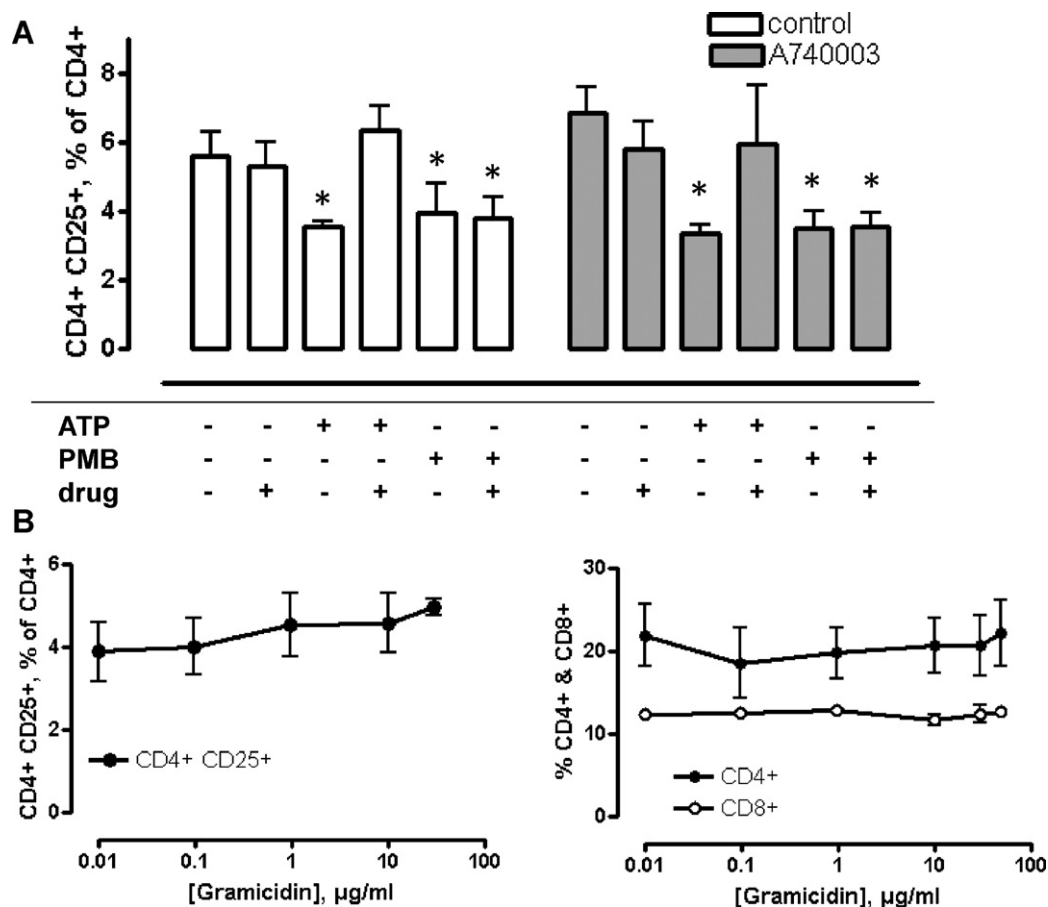 A
control
A740003
CD4+ CD25+, % of CD4+
8
6
4
2
0
* * * * * *
ATP - - + + - - - - + + - -
PMB - - - - + + - - - - + +
drug - + - + - + - + - + - +
B
CD4+ CD25+, % of CD4+
6
4
2
0
CD4+ CD25+
0.01 0.1 1 10 100
[Gramicidin], µg/ml
% CD4+ & CD8+
30
20
10
0
CD4+
CD8+
0.01 0.1 1 10 100
[Gramicidin], µg/ml